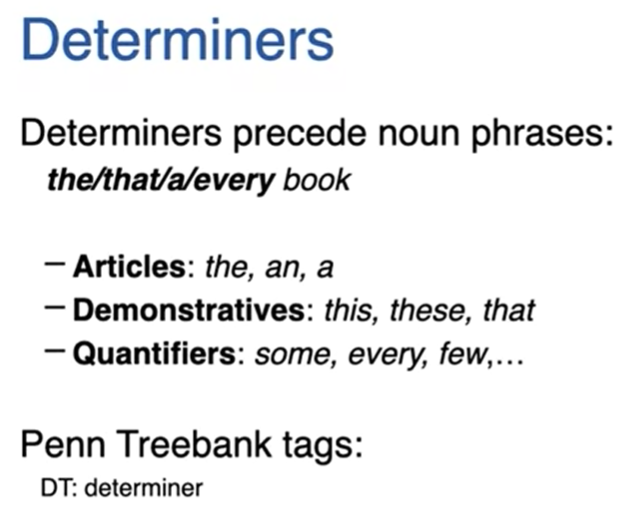 Determiners
Determiners precede noun phrases:
the/that/a/every book
– Articles: the, an, a
– Demonstratives: this, these, that
– Quantifiers: some, every, few,...
Penn Treebank tags:
DT: determiner